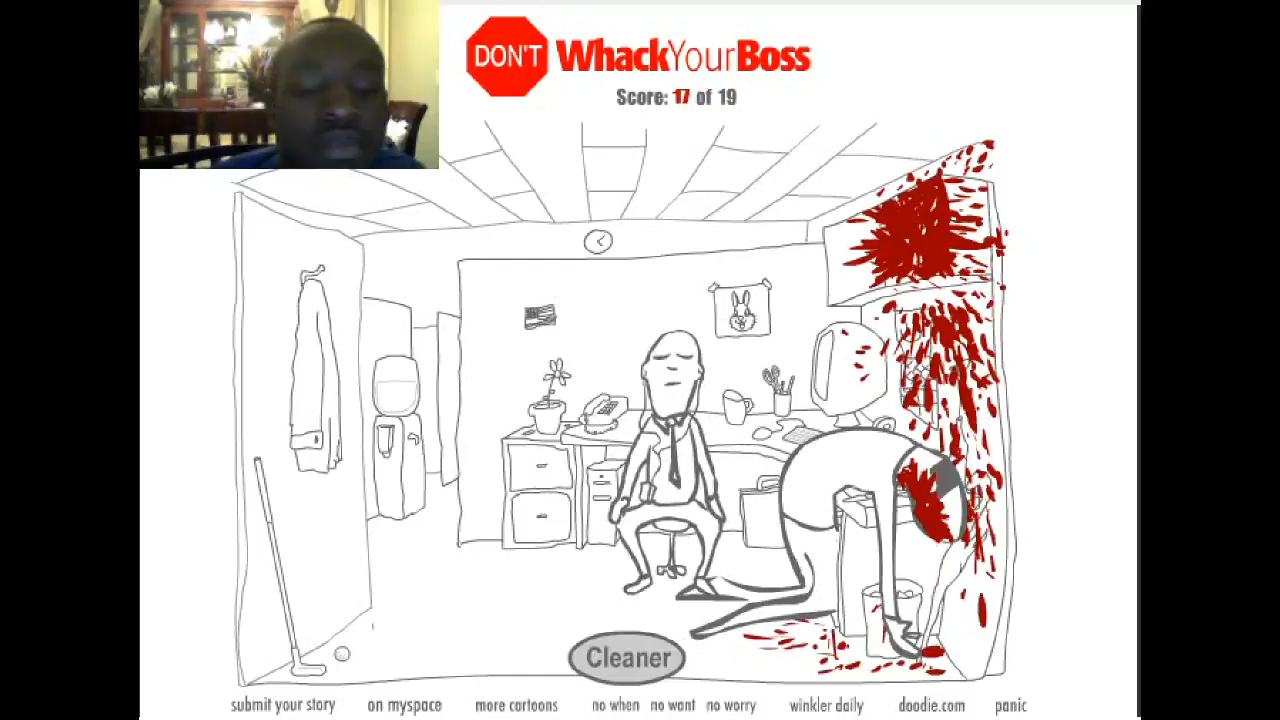 DON'T WhackYourBoss
Score: 17 of 19
Cleaner
submit your story on myspace more cartoons no when no want no worry winkler daily doodie.com panic